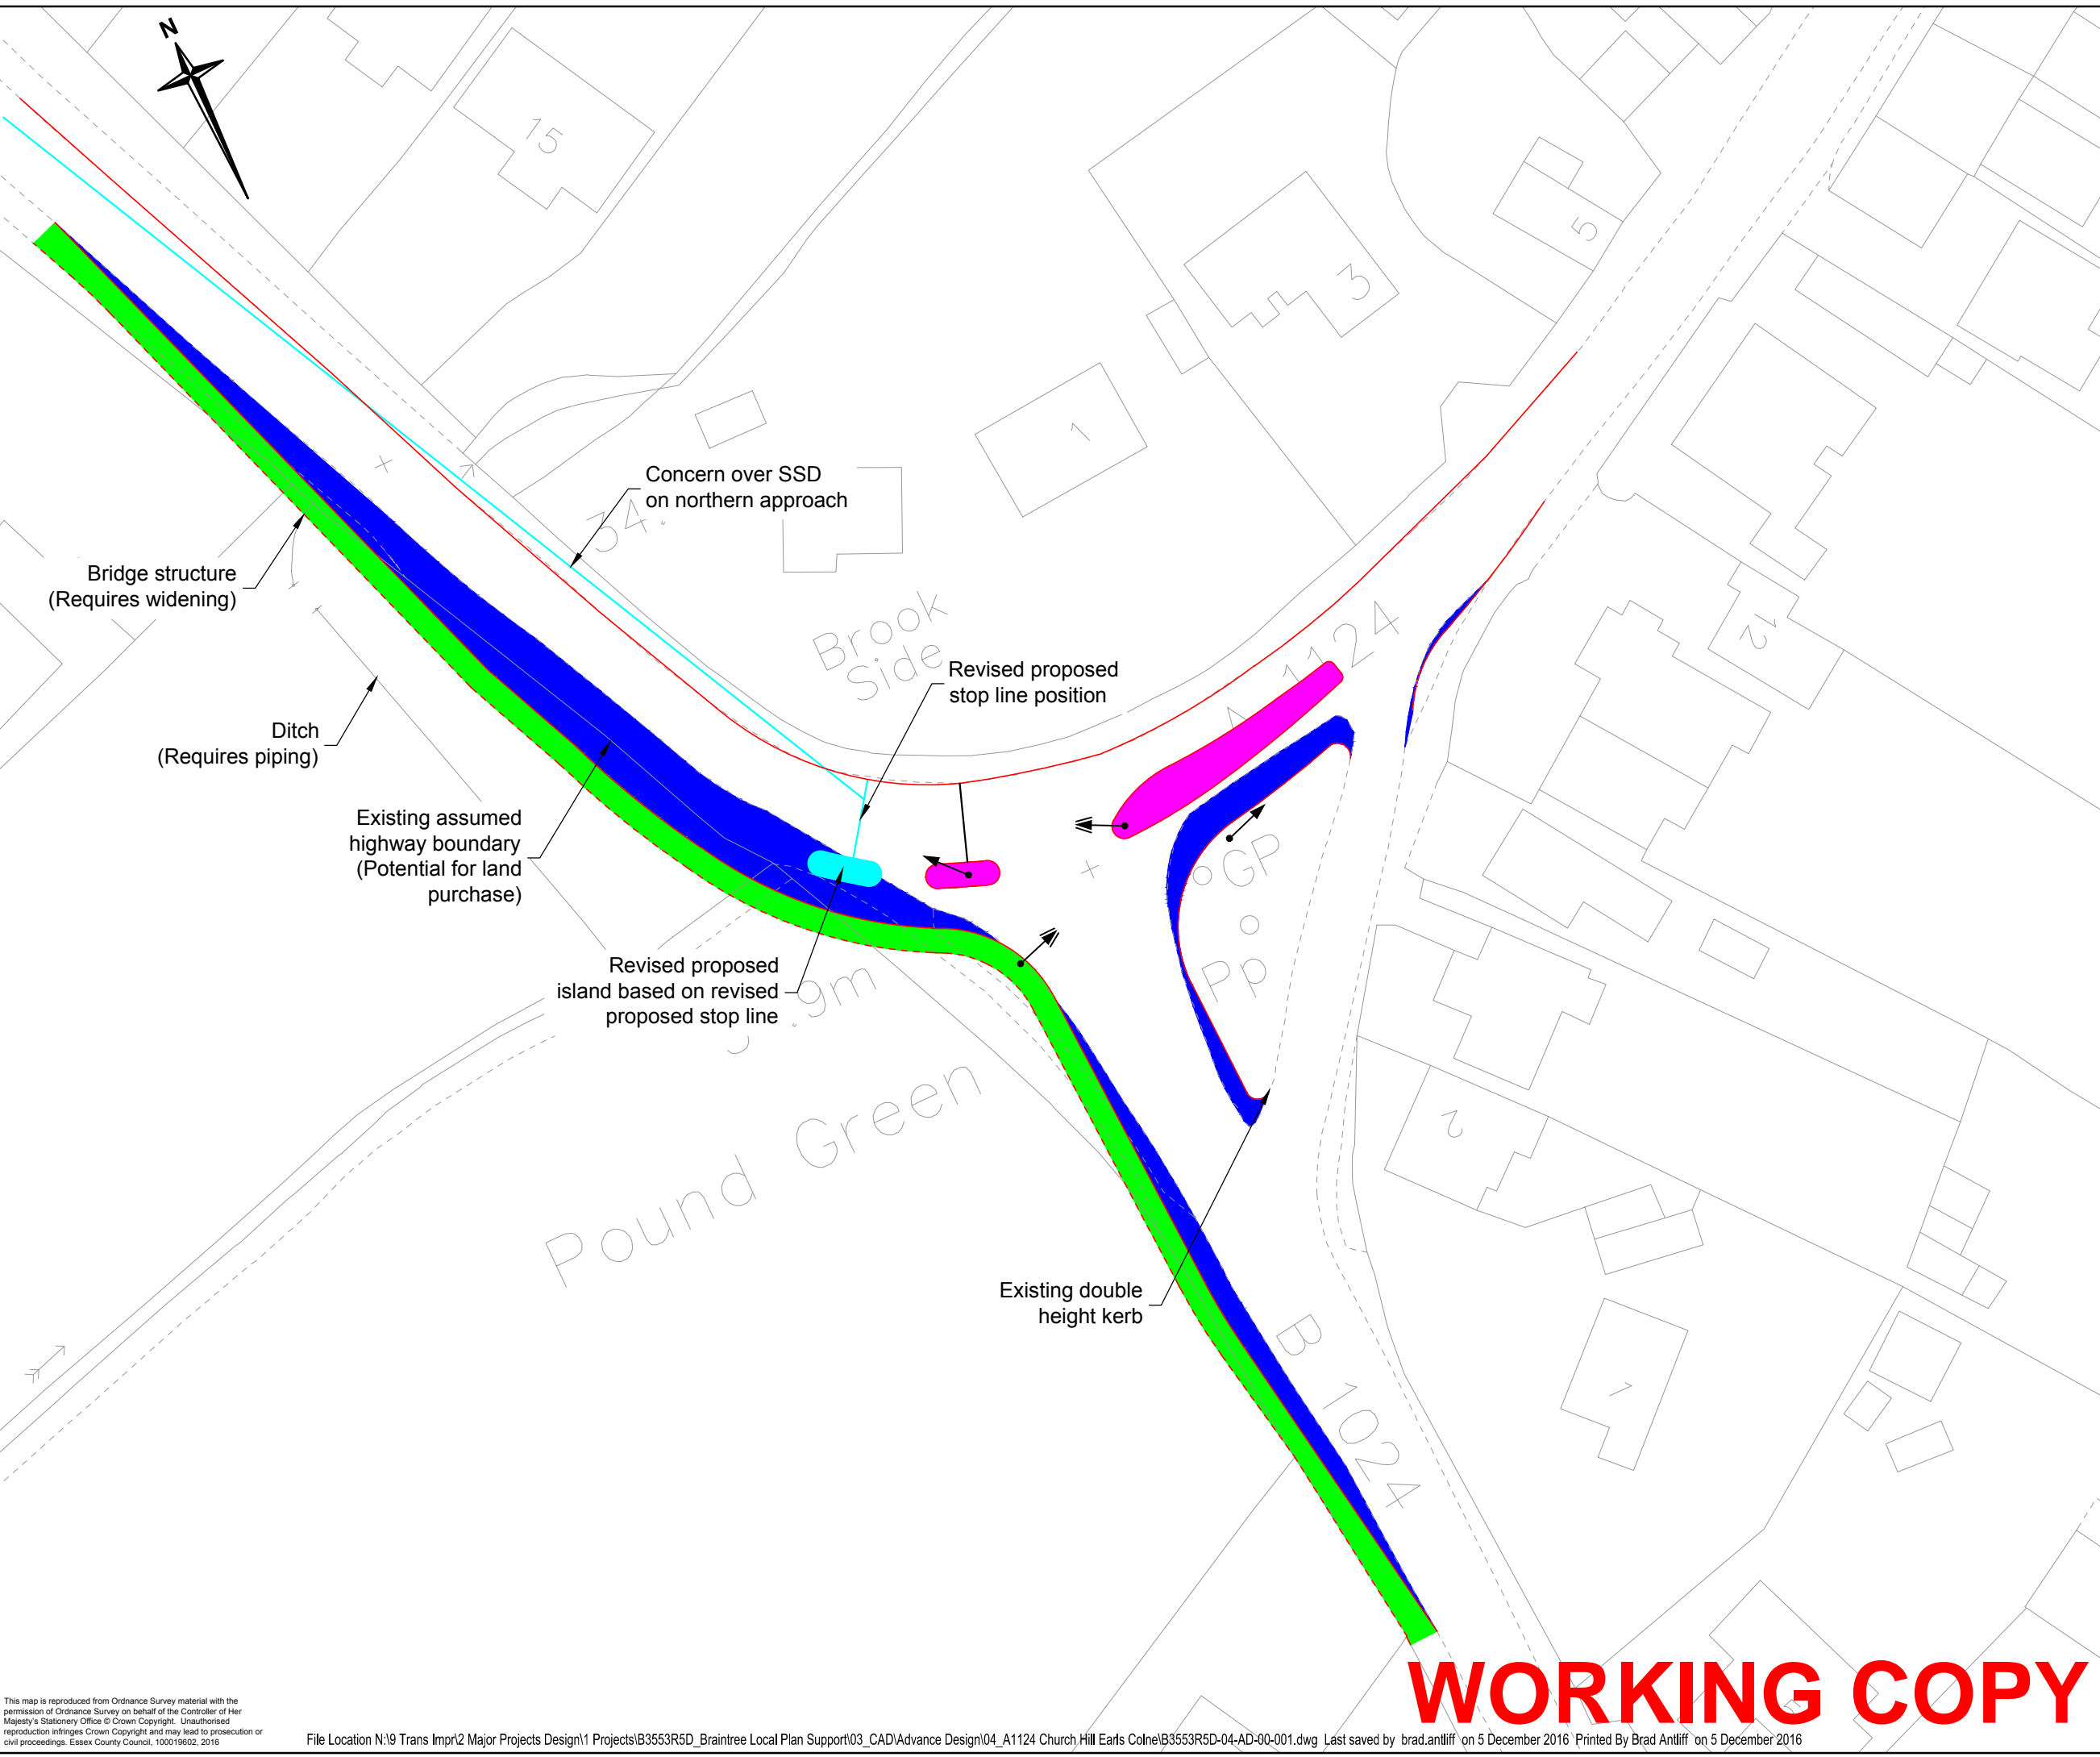 N
15
3
5
1
Concern over SSD
on northern approach
34
Bridge structure
(Requires widening)
Brook
Side
A 1124
12
Revised proposed
stop line position
Ditch
(Requires piping)
Existing assumed
highway boundary
(Potential for land
purchase)
GP
Pp
Revised proposed
island based on revised
proposed stop line
9m
2
Pound Green
Existing double
height kerb
B 1024
1
WORKING COPY
This map is reproduced from Ordnance Survey material with the
permission of Ordnance Survey on behalf of the Controller of Her
Majesty's Stationery Office © Crown Copyright. Unauthorised
reproduction infringes Crown Copyright and may lead to prosecution or
civil proceedings. Essex County Council, 100019602, 2016
File Location N:\9 Trans Impr\2 Major Projects Design\1 Projects\B3553R5D_Braintree Local Plan Support\03_CAD\Advance Design\04_A1124 Church Hill Earls Colne\B3553R5D-04-AD-00-001.dwg Last saved by brad.antliff on 5 December 2016 Printed By Brad Antliff on 5 December 2016